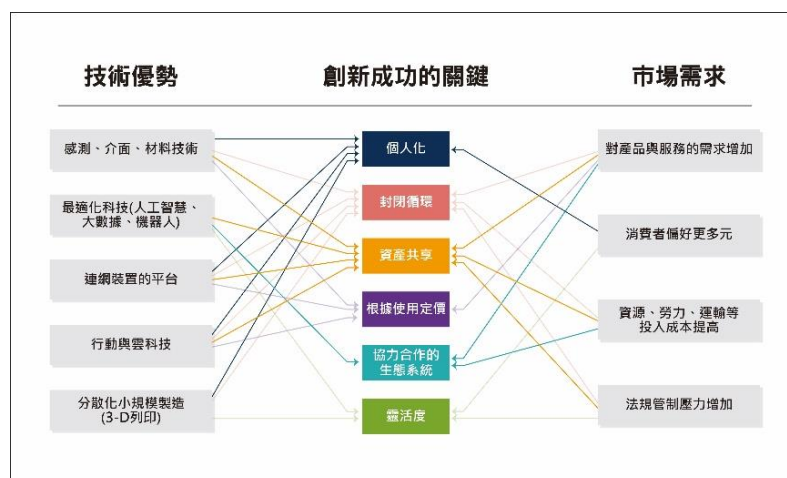 技術優勢
創新成功的關鍵
市場需求
感測、介面、材料技術
最適化科技(人工智慧、
大數據、機器人)
連網裝置的平台
行動與雲科技
分散化小規模製造
(3-D列印)
個人化
封閉循環
資產共享
根據使用定價
協力合作的
生態系統
靈活度
對產品與服務的需求增加
消費者偏好更多元
資源、勞力、運輸等
投入成本提高
法規管制壓力增加